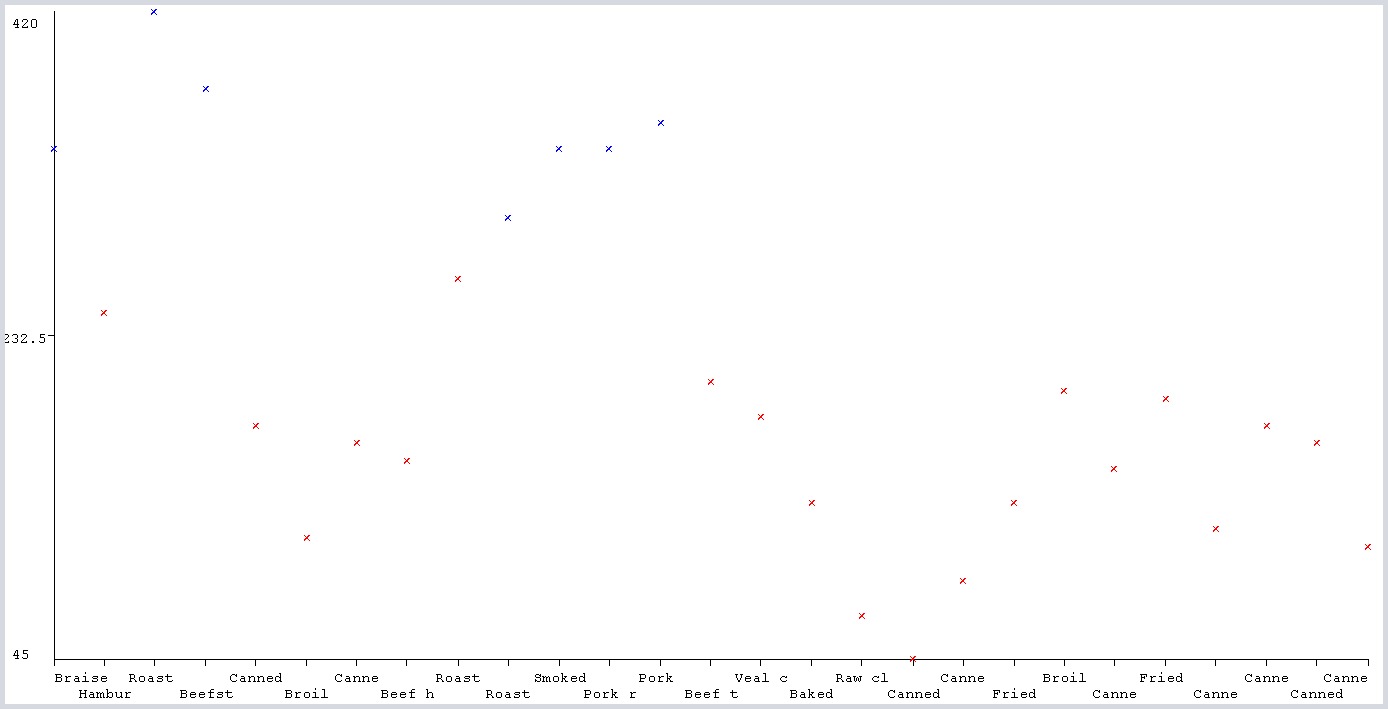 420
232.5
45
Braise Roast Canned Canne Roast Smoked Pork Veal c Raw cl Canne Broil Fried Canne Canne
Hambur Beefst Broil Beef h Roast Pork r Beef t Baked Canned Fried Canne Canne Canned